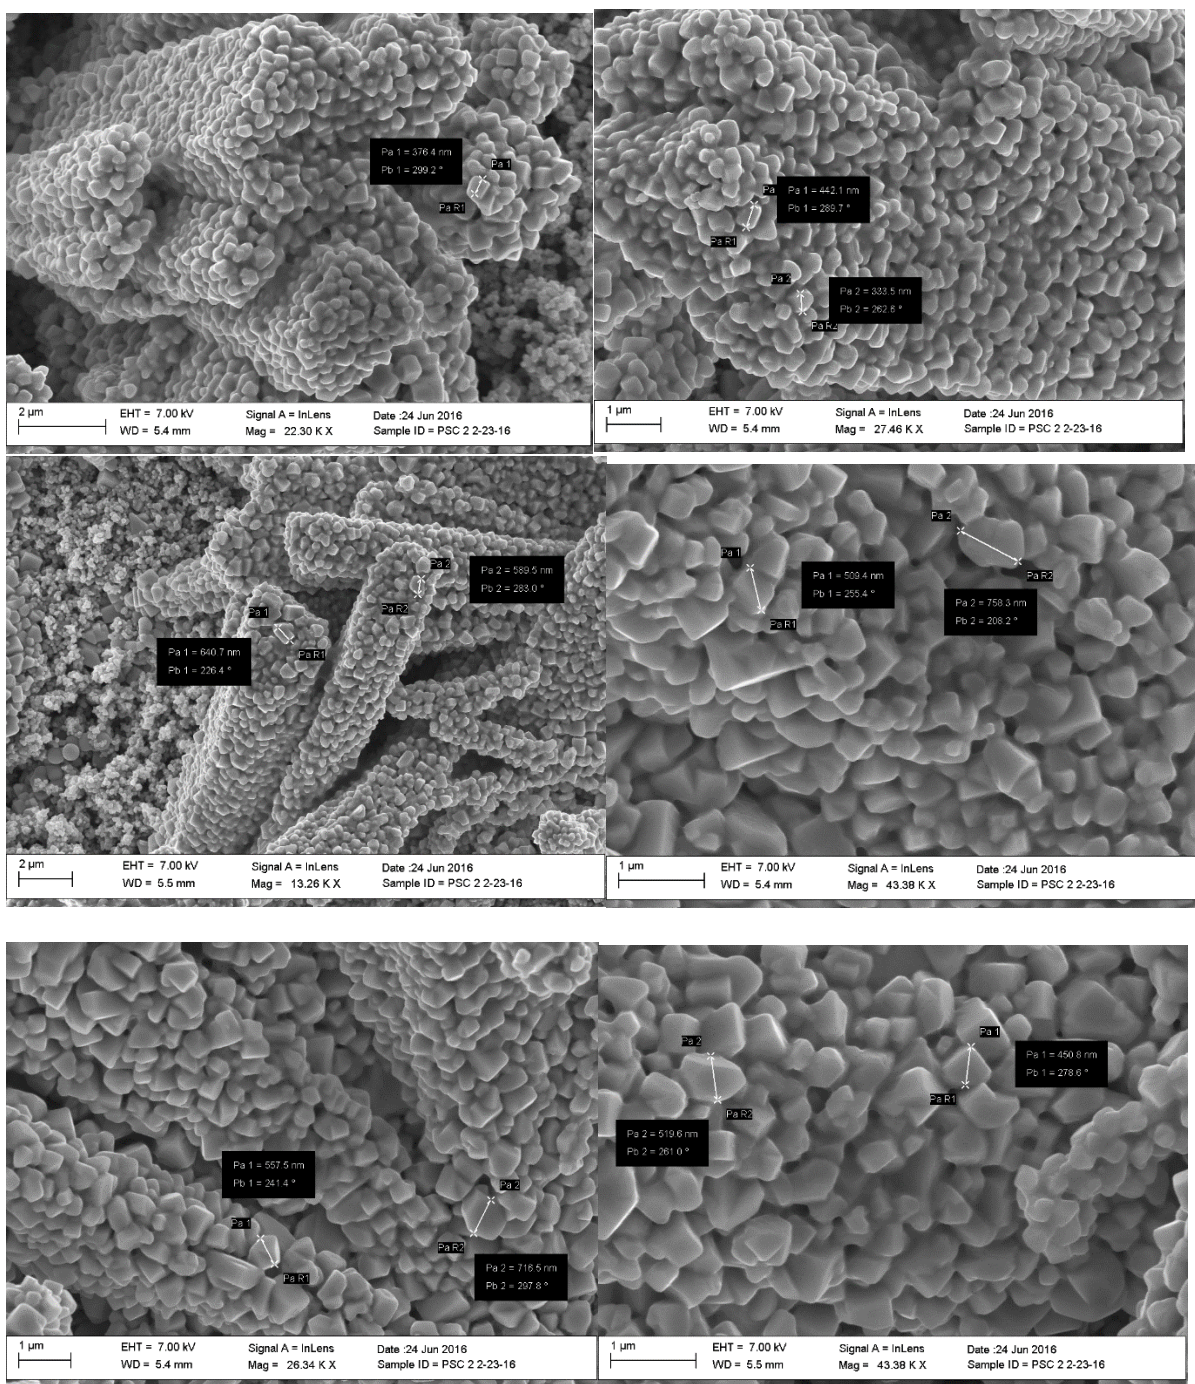 Pa 1 = 376.4 nm
Pb 1 = 299.2 °
Pa 1
Pa R1
2 µm
EHT = 7.00 kV
Signal A = InLens
Date :24 Jun 2016
WD = 5.4 mm
Mag = 22.30 K X
Sample ID = PSC 2 2-23-16
Pa
Pa 1 = 442.1 nm
Pb 1 = 289.7 °
Pa R1
Pa 2
Pa 2 = 333.5 nm
Pb 2 = 262.6 °
Pa R2
1 µm
EHT = 7.00 kV
Signal A = InLens
Date :24 Jun 2016
WD = 5.4 mm
Mag = 27.46 K X
Sample ID = PSC 2 2-23-16
Pa 2
Pa 2 = 589.5 nm
Pb 2 = 283.0 °
Pa R2
Pa 1
Pa R1
Pa 1 = 640.7 nm
Pb 1 = 226.4 °
2 µm
EHT = 7.00 kV
Signal A = InLens
Date :24 Jun 2016
WD = 5.5 mm
Mag = 13.26 K X
Sample ID = PSC 2 2-23-16
Pa 2
Pa R2
Pa 1
Pa 1 = 509.4 nm
Pb 1 = 255.4 °
Pa R1
Pa 2 = 758.3 nm
Pb 2 = 208.2 °
1 µm
EHT = 7.00 kV
Signal A = InLens
Date :24 Jun 2016
WD = 5.4 mm
Mag = 43.38 K X
Sample ID = PSC 2 2-23-16
Pa 1 = 557.5 nm
Pb 1 = 241.4 °
Pa 1
Pa R1
Pa 2
Pa R2
Pa 2 = 716.5 nm
Pb 2 = 297.8 °
1 µm
EHT = 7.00 kV
Signal A = InLens
Date :24 Jun 2016
WD = 5.4 mm
Mag = 26.34 K X
Sample ID = PSC 2 2-23-16
Pa 1
Pa 1 = 450.8 nm
Pb 1 = 278.6 °
Pa R1
Pa 2
Pa R2
Pa 2 = 519.6 nm
Pb 2 = 261.0 °
1 µm
EHT = 7.00 kV
Signal A = InLens
Date :24 Jun 2016
WD = 5.5 mm
Mag = 43.38 K X
Sample ID = PSC 2 2-23-16